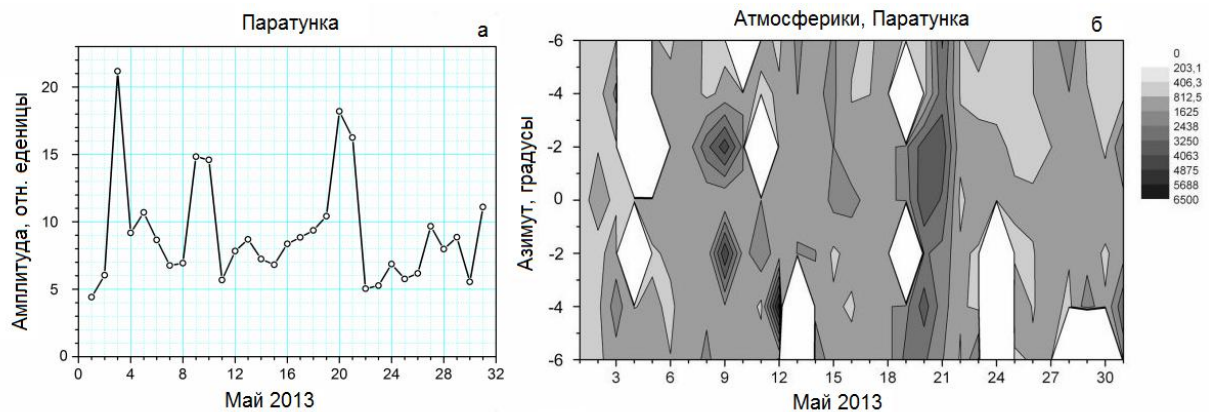 Паратунка
а
Амплитуда, отн. еденицы
20
15
10
5
0
0 4 8 12 16 20 24 28 32
Май 2013
Атмосферики, Паратунка
б
Азимут, градусы
-6
-4
-2
0
-2
-4
-6
3 6 9 12 15 18 21 24 27 30
Май 2013
0
203,1
406,3
812,5
1625
2438
3250
4063
4875
5688
6500